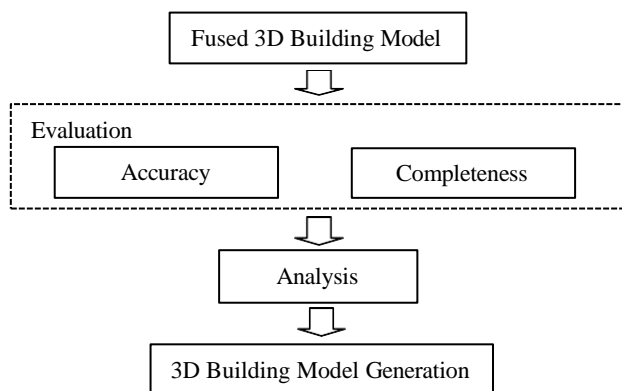 Fused 3D Building Model
Evaluation
Accuracy
Completeness
Analysis
3D Building Model Generation